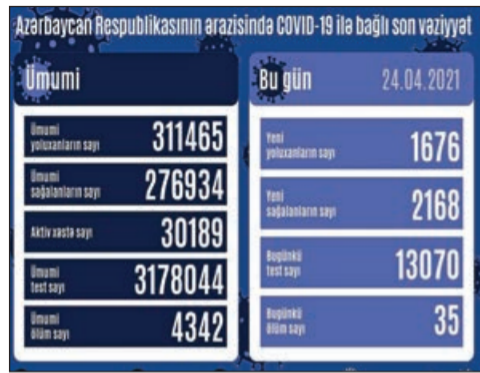 Azərbaycan Respublikasının ərazisində COVID-19 ilə bağlı son vəziyyət
Ümumi
Ümumi
yoluxanların sayı
311465
Ümumi
sağalanların sayı
276934
Aktiv xəstə sayı
30189
Ümumi
test sayı
3178044
Ümumi
ölüm sayı
4342
Bu gün
24.04.2021
Yeni
yoluxanların sayı
1676
Yeni
sağalanların sayı
2168
Bugünkü
test sayı
13070
Bugünkü
ölüm sayı
35